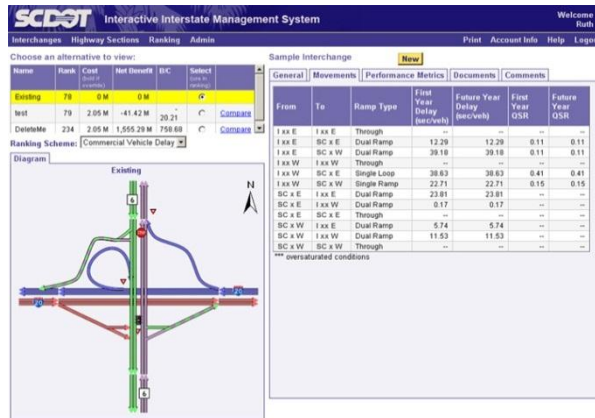 SCDOT Interactive Interstate Management System
Welcome
Ruth
Interchanges Highway Sections Ranking Admin
Print Account Info Help Logo
Choose an alternative to view:
Name Rank Cost Net Benefit B/C Select
Existing 78 0 M 0 M
test 79 2.05 M -41.42 M -20.21 Compare
DeleteMe 234 2.05 M 1,555.29 M 758.68 Compare
Ranking Scheme: Commercial Vehicle Delay
Diagram
Existing
N
6
6
Sample Interchange
New
General Movements Performance Metrics Documents Comments
From To Ramp Type First Year Delay (sec/veh) Future Year Delay (sec/veh) First Year QSR Future Year QSR
I xx E I xx E Through -- -- -- --
I xx E SC x E Dual Ramp 12.29 12.29 0.11 0.11
I xx E SC x W Dual Ramp 39.18 39.18 0.11 0.11
I xx W I xx W Through -- -- -- --
I xx W SC x E Single Loop 38.63 38.63 0.41 0.41
I xx W SC x W Single Ramp 22.71 22.71 0.15 0.15
SC x E I xx E Dual Ramp 23.81 23.81 -- --
SC x E I xx W Dual Ramp 0.17 0.17 -- --
SC x E SC x E Through -- -- -- --
SC x W I xx E Dual Ramp 5.74 5.74 -- --
SC x W I xx W Dual Ramp 11.53 11.53 -- --
SC x W SC x W Through -- -- -- --
*** oversaturated conditions